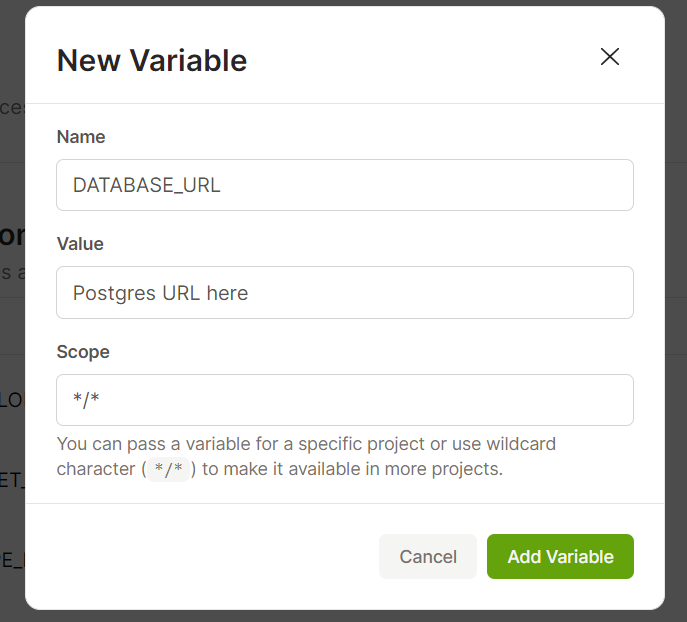 New Variable
Name
DATABASE_URL
Value
Postgres URL here
Scope
*/*
You can pass a variable for a specific project or use wildcard
character ( */* ) to make it available in more projects.
Cancel
Add Variable